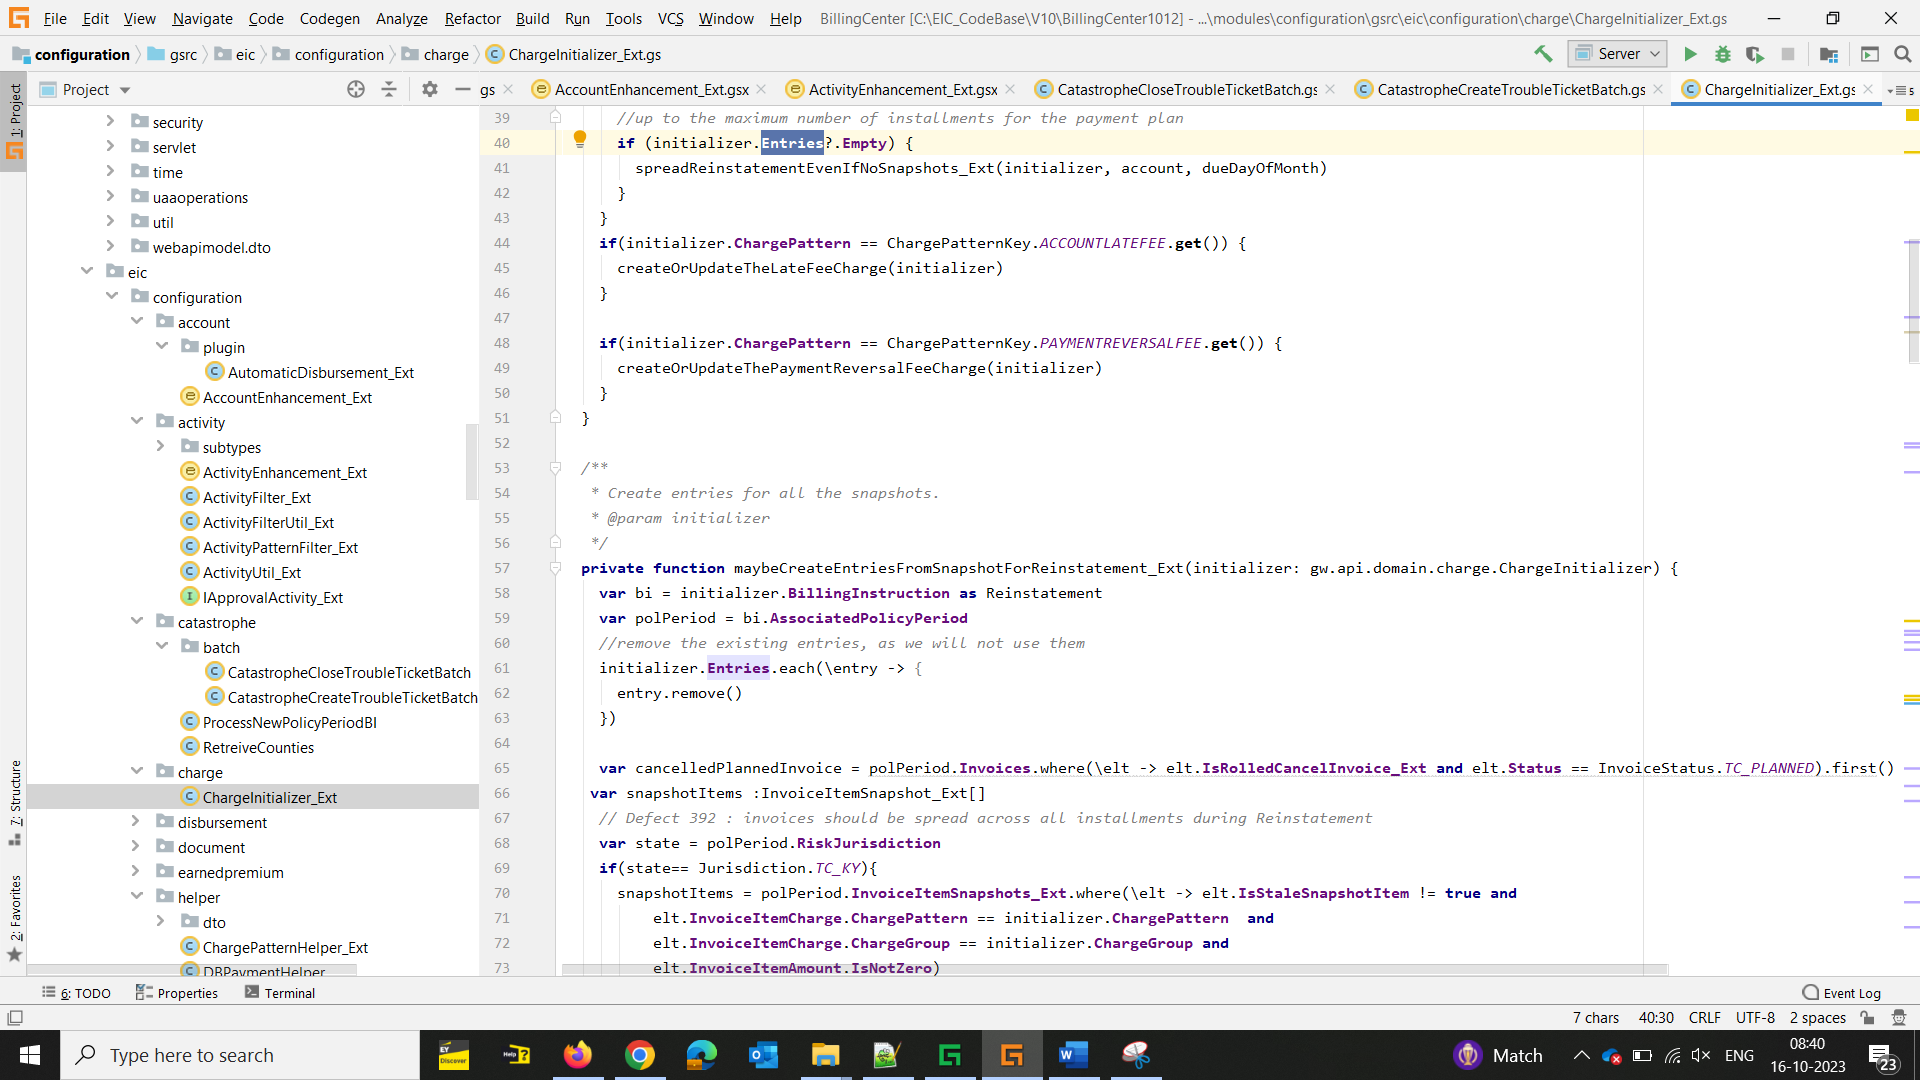 File Edit View Navigate Code Codegen Analyze Refactor Build Run Tools VCS Window Help BillingCenter [C:\EIC_CodeBase\V10\BillingCenter1012] - ...\modules\configuration\gsrc\eic\configuration\charge\ChargeInitializer_Ext.gs
configuration gsrc eic configuration charge ChargeInitializer_Ext.gs Server
Project gs AccountEnhancement_Ext.gsx ActivityEnhancement_Ext.gsx CatastropheCloseTroubleTicketBatch.gs CatastropheCreateTroubleTicketBatch.gs ChargeInitializer_Ext.gs 5
1: Project
7: Structure
2: Favorites
security
servlet
time
uaaoperations
util
webapimodel.dto
eic
configuration
account
plugin
AutomaticDisbursement_Ext
AccountEnhancement_Ext
activity
subtypes
ActivityEnhancement_Ext
ActivityFilter_Ext
ActivityFilterUtil_Ext
ActivityPatternFilter_Ext
ActivityUtil_Ext
IApprovalActivity_Ext
catastrophe
batch
CatastropheCloseTroubleTicketBatch
CatastropheCreateTroubleTicketBatch
ProcessNewPolicyPeriodBI
RetreiveCounties
charge
ChargeInitializer_Ext
disbursement
document
earnedpremium
helper
dto
ChargePatternHelper_Ext
DBPaymentHelper
39 //up to the maximum number of installments for the payment plan
40 if (initializer.Entries?.Empty) {
41 spreadReinstatementEvenIfNoSnapshots_Ext(initializer, account, dueDayOfMonth)
42 }
43 }
44 if(initializer.ChargePattern == ChargePatternKey.ACCOUNTLATEFEE.get()) {
45 createOrUpdateTheLateFeeCharge(initializer)
46 }
47
48 if(initializer.ChargePattern == ChargePatternKey.PAYMENTREVERSALFEE.get()) {
49 createOrUpdateThePaymentReversalFeeCharge(initializer)
50 }
51 }
52
53 /**
54 * Create entries for all the snapshots.
55 * @param initializer
56 */
57 private function maybeCreateEntriesFromSnapshotForReinstatement_Ext(initializer: gw.api.domain.charge.ChargeInitializer) {
58 var bi = initializer.BillingInstruction as Reinstatement
59 var polPeriod = bi.AssociatedPolicyPeriod
60 //remove the existing entries, as we will not use them
61 initializer.Entries.each(\entry -> {
62 entry.remove()
63 })
64
65 var cancelledPlannedInvoice = polPeriod.Invoices.where(\elt -> elt.IsRolledCancelInvoice_Ext and elt.Status == InvoiceStatus.TC_PLANNED).first()
66 var snapshotItems :InvoiceItemSnapshot_Ext[]
67 // Defect 392 : invoices should be spread across all installments during Reinstatement
68 var state = polPeriod.RiskJurisdiction
69 if(state== Jurisdiction.TC_KY){
70 snapshotItems = polPeriod.InvoiceItemSnapshots_Ext.where(\elt -> elt.IsStaleSnapshotItem != true and
71 elt.InvoiceItemCharge.ChargePattern == initializer.ChargePattern and
72 elt.InvoiceItemCharge.ChargeGroup == initializer.ChargeGroup and
73 elt.InvoiceItemAmount.IsNotZero)
6: TODO Properties Terminal Event Log
7 chars 40:30 CRLF UTF-8 2 spaces
Type here to search EY Discover Help ? Match ENG 08:40
16-10-2023 23